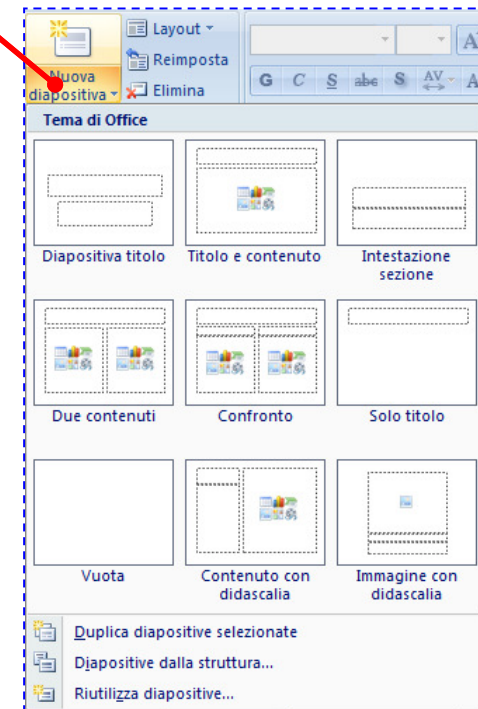 Nuova
diapositiva
Layout
Reimposta
Elimina
A
G C S abe S AV A
Tema di Office
Diapositiva titolo
Titolo e contenuto
Intestazione
sezione
Due contenuti
Confronto
Solo titolo
Vuota
Contenuto con
didascalia
Immagine con
didascalia
Duplica diapositive selezionate
Diapositive dalla struttura...
Riutilizza diapositive...